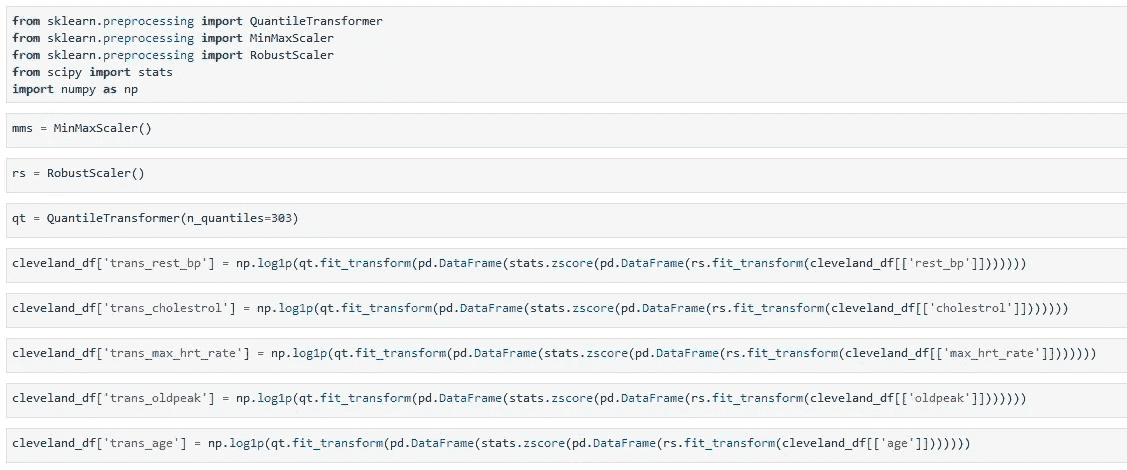 from sklearn.preprocessing import QuantileTransformer
from sklearn.preprocessing import MinMaxScaler
from sklearn.preprocessing import RobustScaler
from scipy import stats
import numpy as np
mms = MinMaxScaler()
rs = RobustScaler()
qt = QuantileTransformer(n_quantiles=303)
cleveland_df['trans_rest_bp'] = np.log1p(qt.fit_transform(pd.DataFrame(stats.zscore(pd.DataFrame(rs.fit_transform(cleveland_df[['rest_bp']]))))))
cleveland_df['trans_cholestrol'] = np.log1p(qt.fit_transform(pd.DataFrame(stats.zscore(pd.DataFrame(rs.fit_transform(cleveland_df[['cholestrol']]))))))
cleveland_df['trans_max_hrt_rate'] = np.log1p(qt.fit_transform(pd.DataFrame(stats.zscore(pd.DataFrame(rs.fit_transform(cleveland_df[['max_hrt_rate']]))))))
cleveland_df['trans_oldpeak'] = np.log1p(qt.fit_transform(pd.DataFrame(stats.zscore(pd.DataFrame(rs.fit_transform(cleveland_df[['oldpeak']]))))))
cleveland_df['trans_age'] = np.log1p(qt.fit_transform(pd.DataFrame(stats.zscore(pd.DataFrame(rs.fit_transform(cleveland_df[['age']]))))))